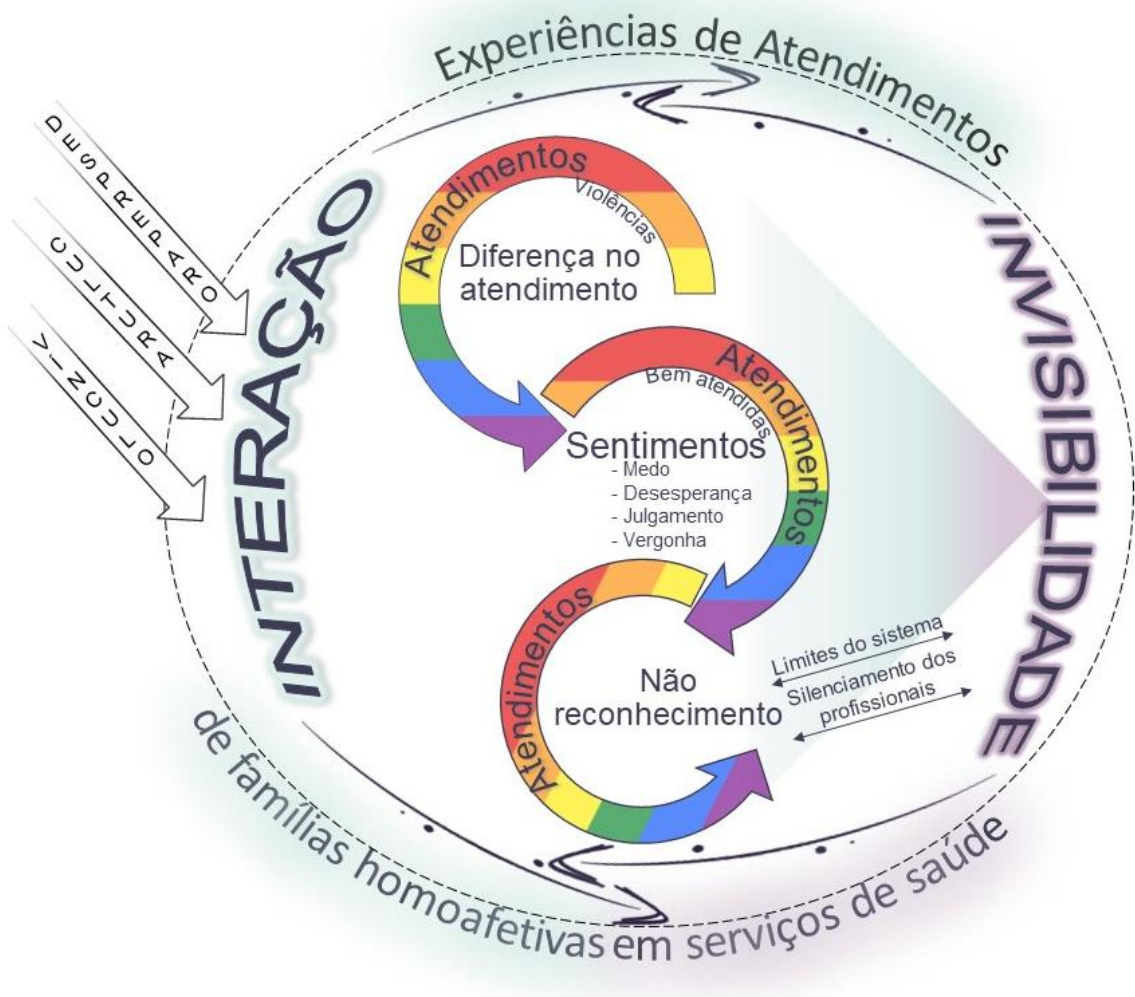 Experiências de Atendimentos
DESPREPARO
CULTURA
VÍNCULO
INTERAÇÃO
Atendimentos
Violências
Diferença no
atendimento
Atendimentos
Bem atendidas
Sentimentos
- Medo
- Desesperança
- Julgamento
- Vergonha
Atendimentos
Não
reconhecimento
Limites do sistema
Silenciamento dos
profissionais
INVISIBILIDADE
de famílias homoafetivas em serviços de saúde